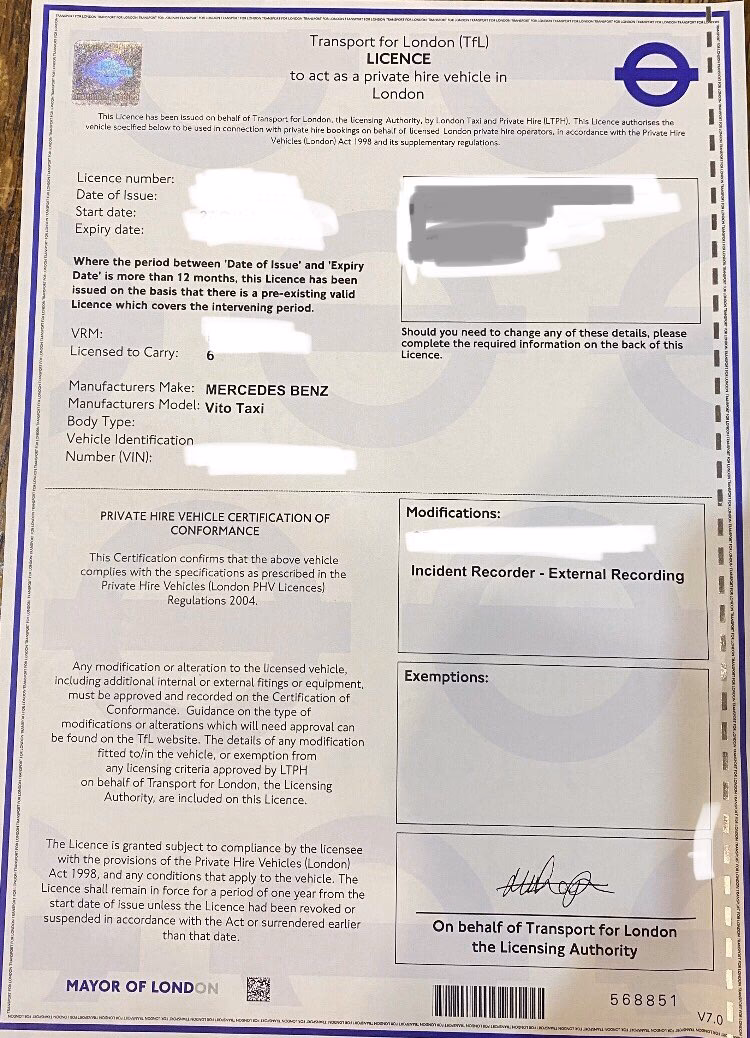 Transport for London (TfL)
LICENCE
to act as a private hire vehicle in
London
This Licence has been issued on behalf of Transport for London, the licensing Authority, by London Taxi and Private Hire (LTPH). This Licence authorises the
vehicle specified below to be used in connection with private hire bookings on behalf of licensed London private hire operators, in accordance with the Private Hire
Vehicles (London) Act 1998 and its supplementary regulations.
Licence number:
Date of Issue:
Start date:
Expiry date:
Where the period between 'Date of Issue' and 'Expiry
Date' is more than 12 months, this Licence has been
issued on the basis that there is a pre-existing valid
Licence which covers the intervening period.
VRM:
Licensed to Carry: 6
Should you need to change any of these details, please
complete the required information on the back of this
Licence.
Manufacturers Make: MERCEDES BENZ
Manufacturers Model: Vito Taxi
Body Type:
Vehicle Identification
Number (VIN):
PRIVATE HIRE VEHICLE CERTIFICATION OF
CONFORMANCE
This Certification confirms that the above vehicle
complies with the specifications as prescribed in the
Private Hire Vehicles (London PHV Licences)
Regulations 2004.
Any modification or alteration to the licensed vehicle,
including additional internal or external fittings or equipment,
must be approved and recorded on the Certification of
Conformance. Guidance on the type of
modifications or alterations which will need approval can
be found on the TfL website. The details of any modification
fitted to/in the vehicle, or exemption from
any licensing criteria approved by LTPH
on behalf of Transport for London, the Licensing
Authority, are included on this Licence.
The Licence is granted subject to compliance by the licensee
with the provisions of the Private Hire Vehicles (London)
Act 1998, and any conditions that apply to the vehicle. The
Licence shall remain in force for a period of one year from the
start date of issue unless the Licence had been revoked or
suspended in accordance with the Act or surrendered earlier
than that date.
Modifications:
Incident Recorder - External Recording
Exemptions:
On behalf of Transport for London
the Licensing Authority
MAYOR OF LONDON
568851
V7.0